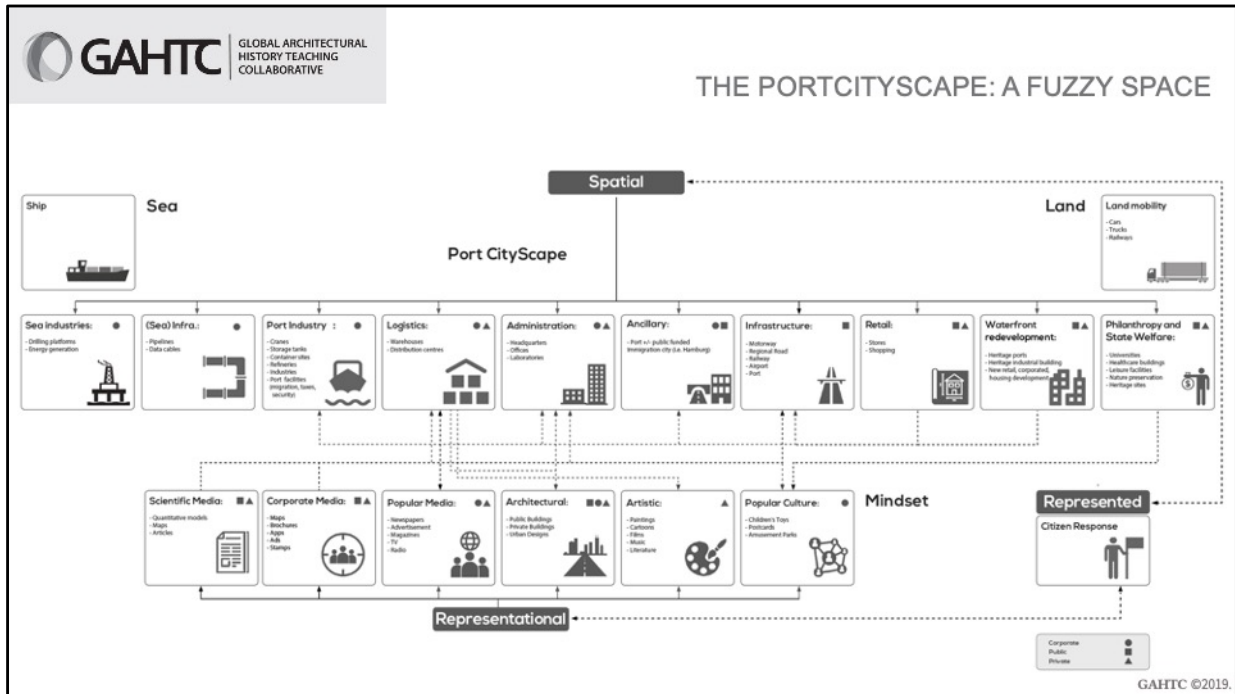 GAHTC
GLOBAL ARCHITECTURAL
HISTORY TEACHING
COLLABORATIVE
THE PORTCITYSCAPE: A FUZZY SPACE
Spatial
Ship
Sea
Land
Land mobility
- Cars
- Trucks
- Railways
Port CityScape
Sea industries:
- Drilling platforms
- Energy generation
(Sea) Infra.:
- Pipelines
- Data cables
Port Industry :
- Cranes
- Storage tanks
- Container sites
- Refineries
- Industries
- Port facilities
(migration, taxes,
security)
Logistics:
- Warehouses
- Distribution centres
Administration:
- Headquarters
- Offices
- Laboratories
Ancillary:
- Port +/- public funded
immigration city (i.e. Hamburg)
Infrastructure:
- Motorway
- Regional Road
- Railway
- Airport
- Port
Retail:
- Stores
- Shopping
Waterfront
redevelopment:
- Heritage ports
- Heritage industrial building
- New retail, corporated,
housing development
Philanthropy and
State Welfare:
- Universities
- Healthcare buildings
- Leisure facilities
- Nature preservation
- Heritage sites
Scientific Media:
- Quantitative models
- Maps
- Articles
Corporate Media:
- Maps
- Brochures
- Apps
- Ads
- Stamps
Popular Media:
- Newspapers
- Advertisement
- Magazines
- TV
- Radio
Architectural:
- Public Buildings
- Private Buildings
- Urban Designs
Artistic:
- Paintings
- Cartoons
- Films
- Music
- Literature
Popular Culture:
- Children's Toys
- Postcards
- Amusement Parks
Mindset
Represented
Citizen Response
Representational
Corporate
Public
Private
GAHTC ©2019.